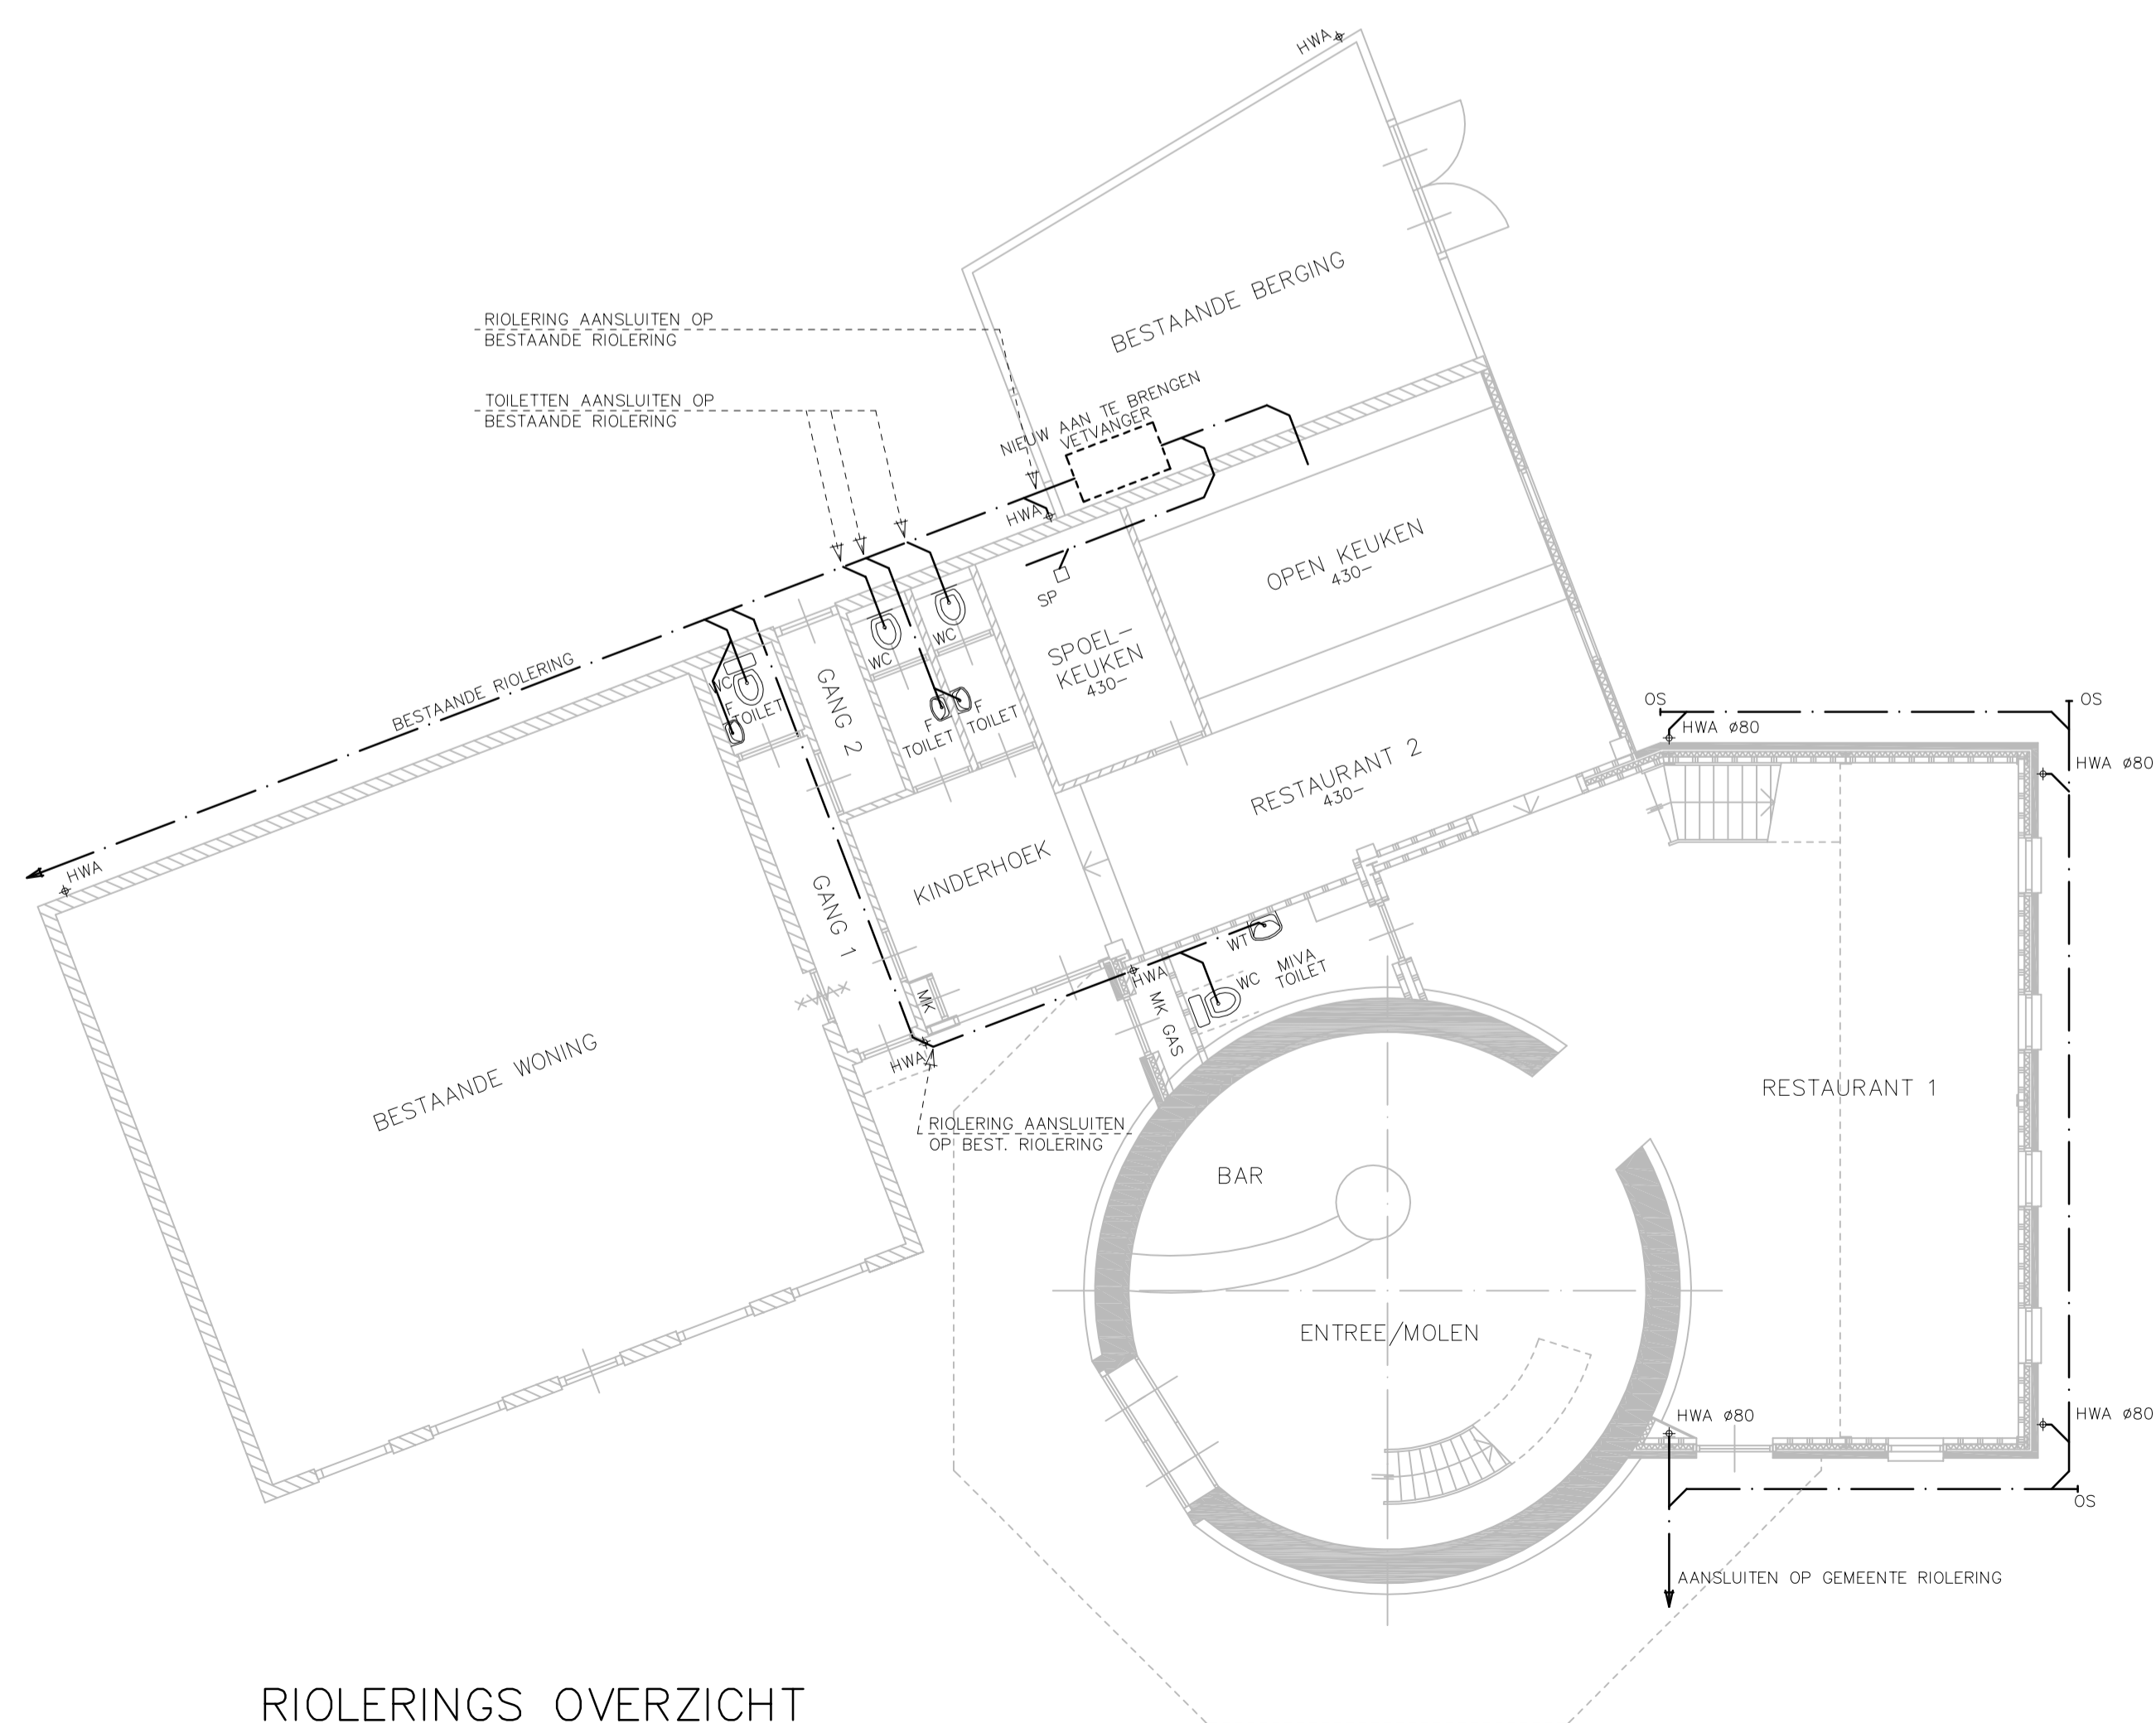 HWA
BESTAANDE BERGING
RIOLERING AANSLUITEN OP
BESTAANDE RIOLERING
TOILETTEN AANSLUITEN OP
BESTAANDE RIOLERING
NIEUW AAN TE BRENGEN
VETVANGER
HWA
OPEN KEUKEN
430-
SP
SPOEL-
KEUKEN
430-
BESTAANDE RIOLERING
WC
F
TOILET
GANG 2
WC
WC
F
TOILET
F
TOILET
RESTAURANT 2
430-
OS
HWA ø80
OS
HWA ø80
HWA
KINDERHOEK
GANG 1
MK
HWA
WT
MIVA
TOILET
WC
HWA
MK GAS
BESTAANDE WONING
RIOLERING AANSLUITEN
OP BEST. RIOLERING
RESTAURANT 1
BAR
ENTREE/MOLEN
HWA ø80
HWA ø80
OS
AANSLUITEN OP GEMEENTE RIOLERING
RIOLERINGS OVERZICHT